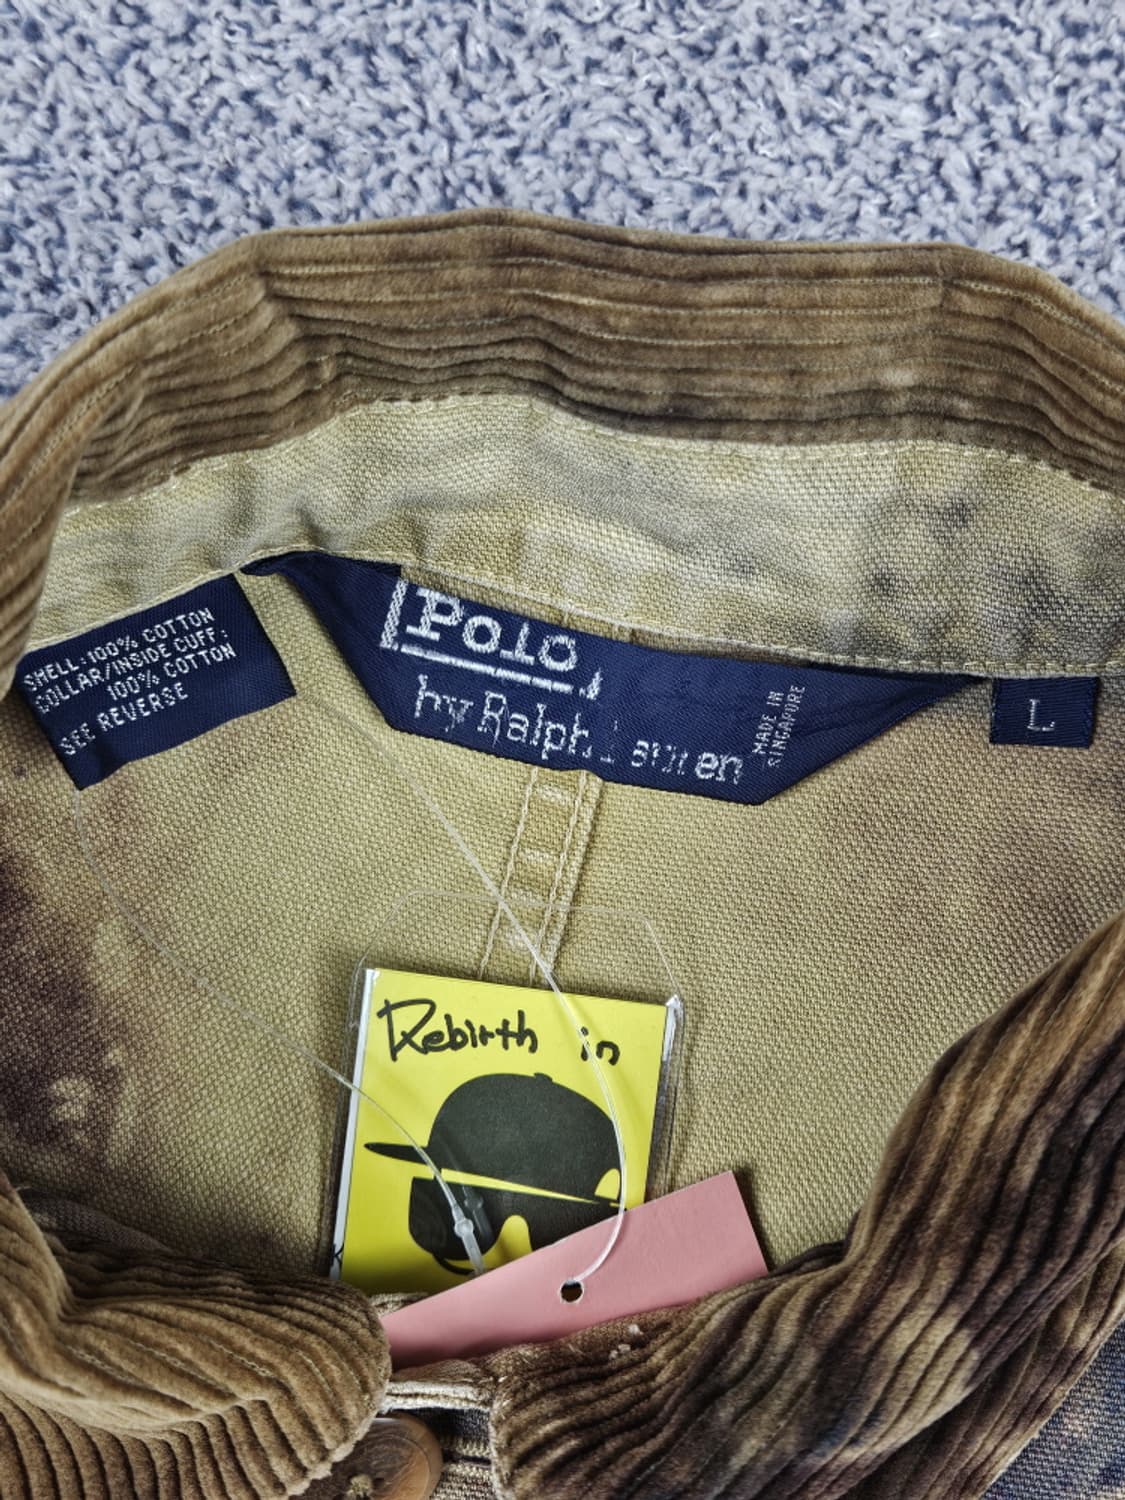 SHELL:100% COTTON
COLLAR/INSIDE CUFF:
100% COTTON
SEE REVERSE
Polo
by Ralph Lauren
MADE IN
SINGAPORE
L
Rebirth in